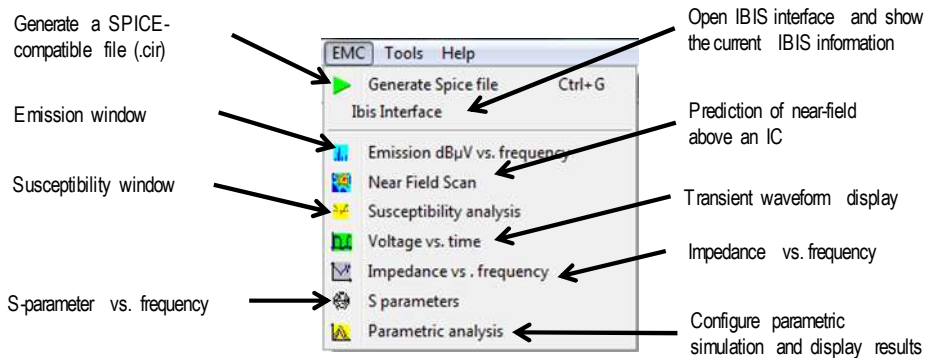 Generate a SPICE-
compatible file (.cir)
Emission window
Susceptibility window
S-parameter vs. frequency
EMC Tools Help
Generate Spice file Ctrl+G
Ibis Interface
Emission dBµV vs. frequency
Near Field Scan
Susceptibility analysis
Voltage vs. time
Impedance vs . frequency
S parameters
Parametric analysis
Open IBIS interface and show
the current IBIS information
Prediction of near-field
above an IC
Transient waveform display
Impedance vs. frequency
Configure parametric
simulation and display results